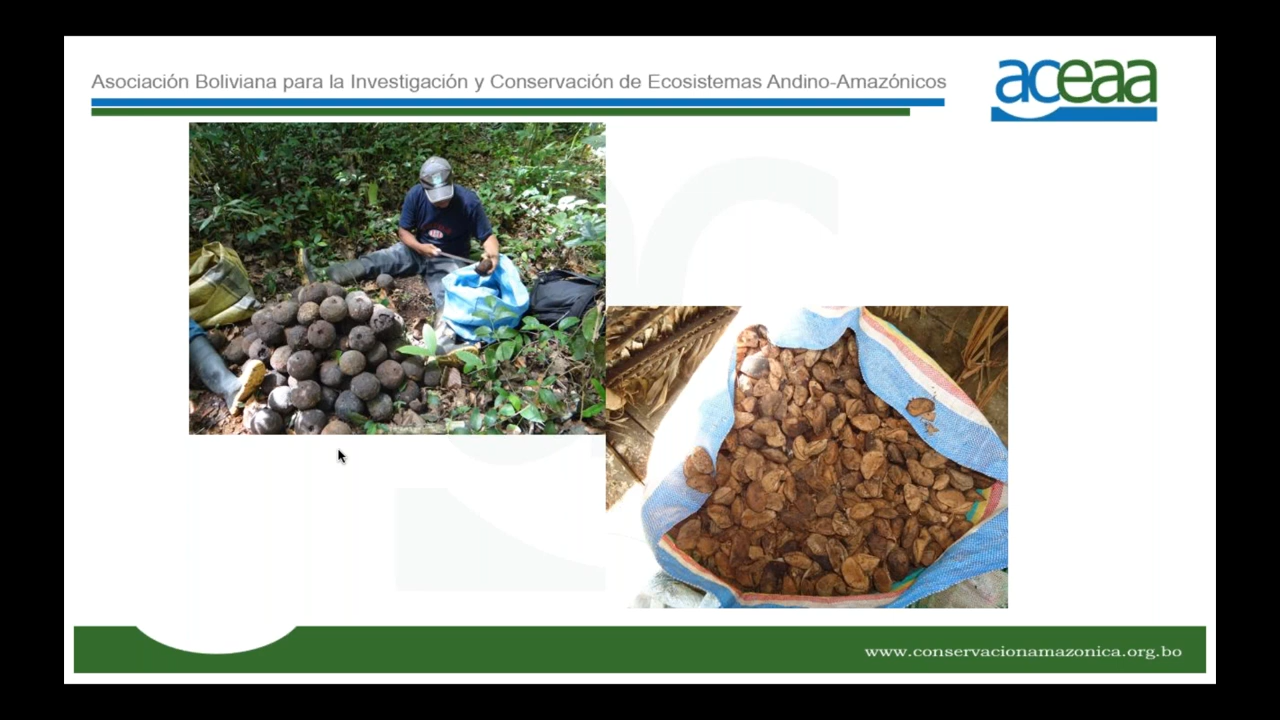 Asociación Boliviana para la Investigación y Conservación de Ecosistemas Andino-Amazónicos
aceaa
www.conservacionamazonica.org.bo